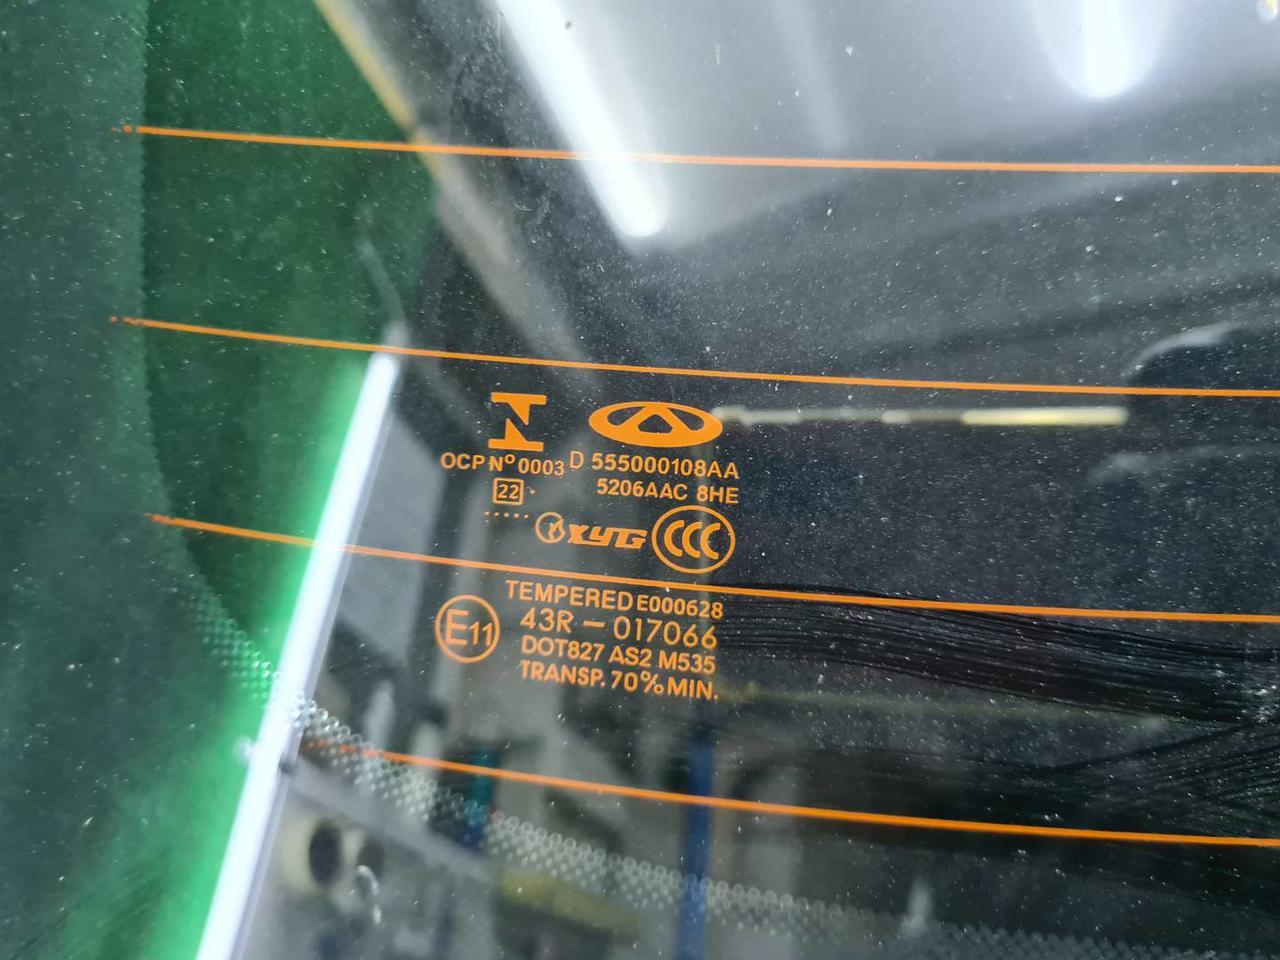 OCP Nº 0003 D 555000108AA
22 5206AAC 8HE
XYG CCC
TEMPERED E000628
E11 43R - 017066
DOT827 AS2 M535
TRANSP. 70% MIN.